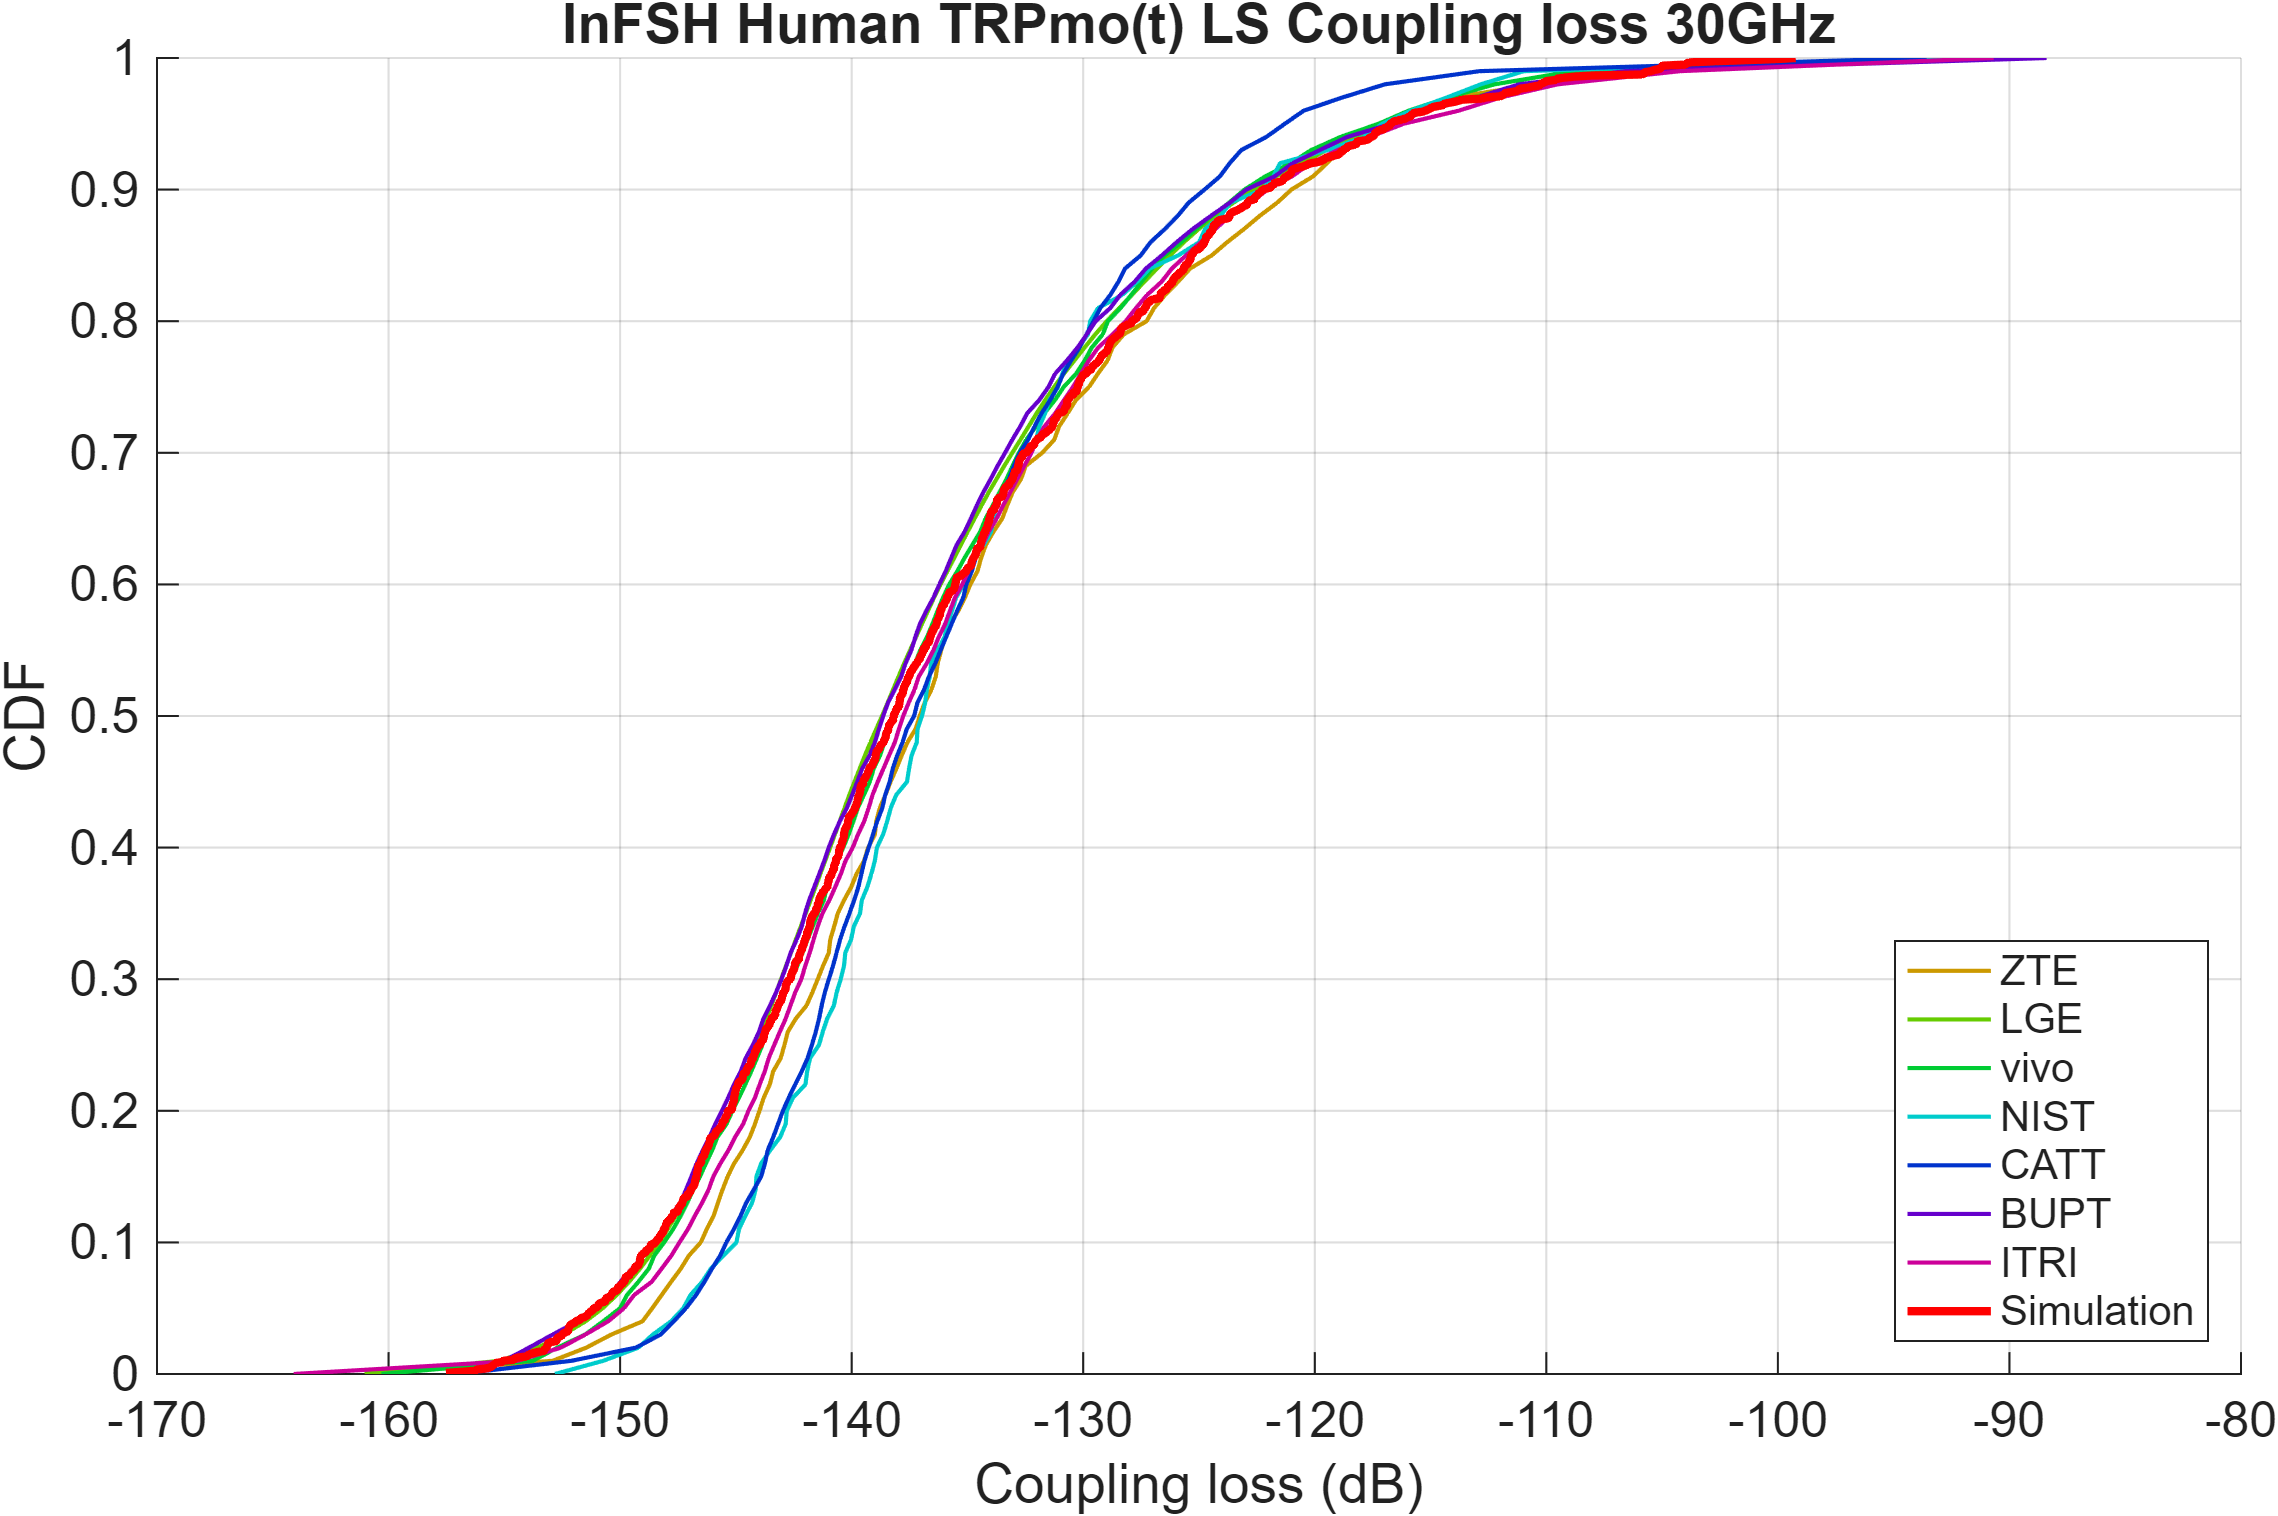 InFSH Human TRPmo(t) LS Coupling loss 30GHz
1
0.9
0.8
0.7
0.6
0.5
0.4
0.3
0.2
0.1
0
CDF
-170 -160 -150 -140 -130 -120 -110 -100 -90 -80
Coupling loss (dB)
ZTE
LGE
vivo
NIST
CATT
BUPT
ITRI
Simulation